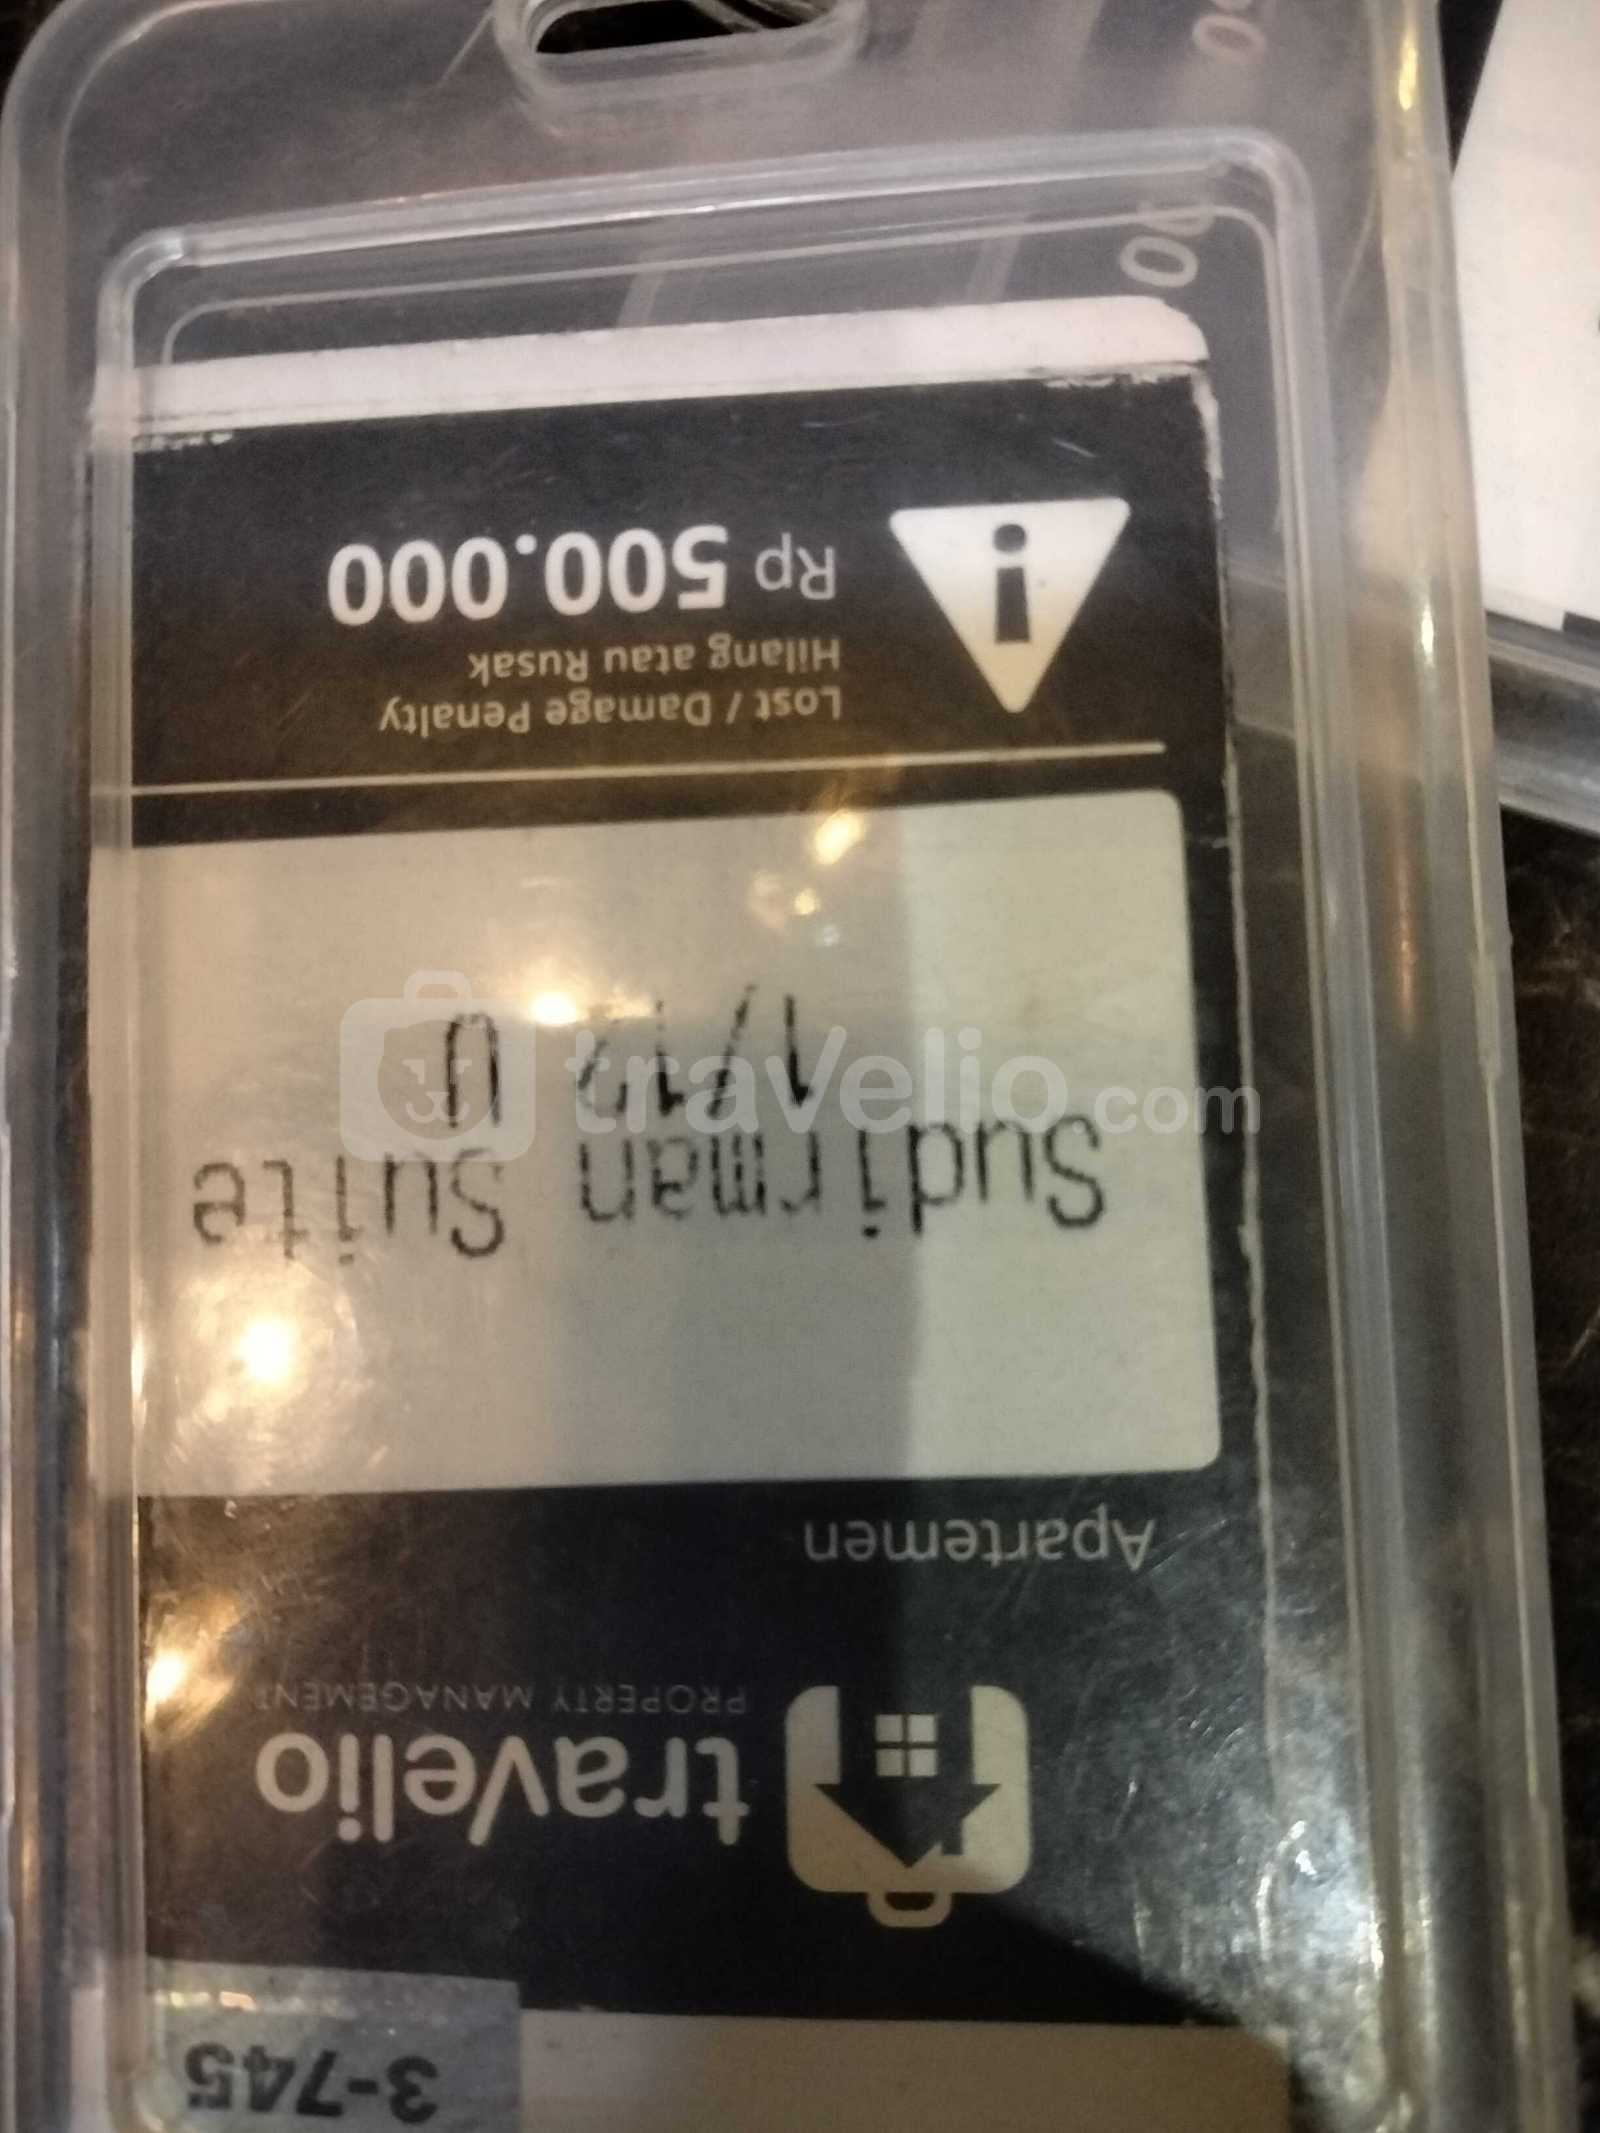 3-745
travelio
PROPERTY MANAGEMENT
Apartemen
Sudirman Suite
U
Lost / Damage Penalty
Hilang atau Rusak
Rp 500.000
travelio.com